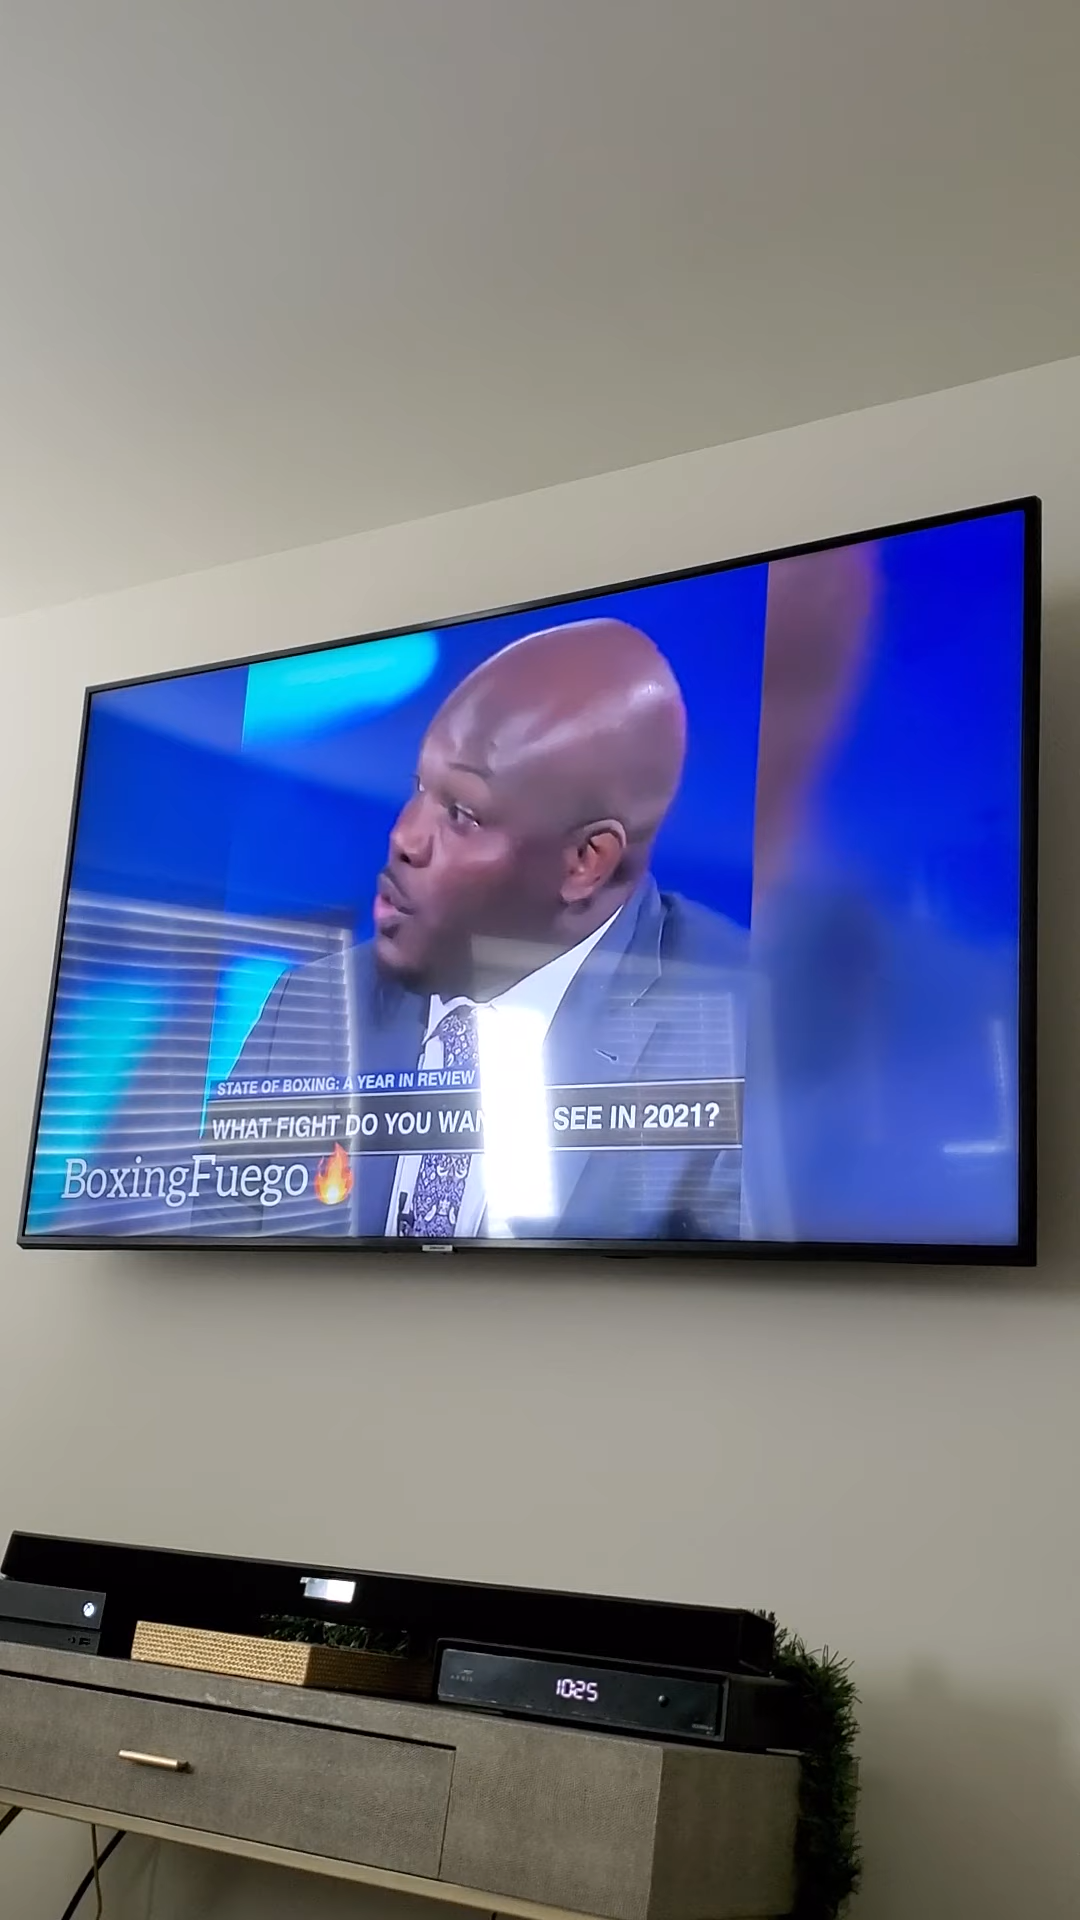 STATE OF BOXING: A YEAR IN REVIEW
WHAT FIGHT DO YOU WAN SEE IN 2021?
BoxingFuego🔥
10:25